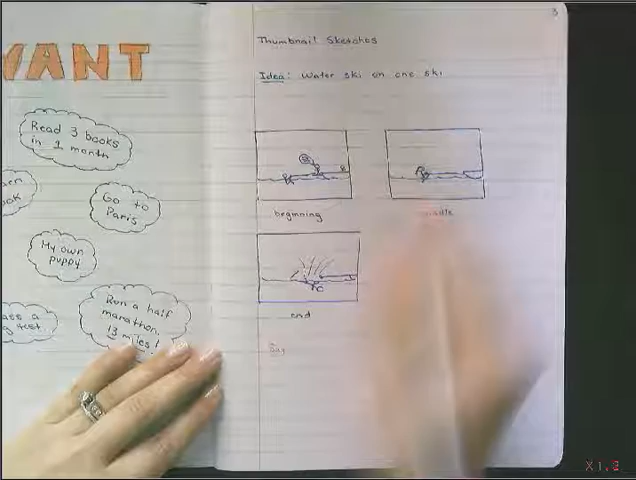 WANT
Read 3 books
in 1 month
Go to
Paris
My own
puppy
Run a half
marathon.
13 miles!
3
Thumbnail Sketches
Idea: Water ski on one ski
beginning
end
X1.2